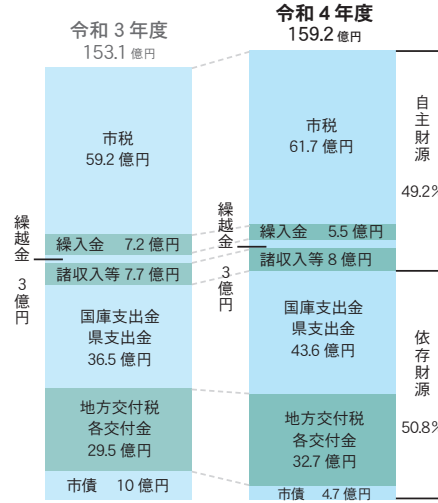 令和3年度
153.1 億円
市税
59.2 億円
繰入金 7.2 億円
繰越金 3億円
諸収入等 7.7 億円
国庫支出金
県支出金
36.5 億円
地方交付税
各交付金
29.5 億円
市債 10 億円
令和4年度
159.2 億円
市税
61.7 億円
繰入金 5.5 億円
繰越金 3億円
諸収入等 8 億円
国庫支出金
県支出金
43.6 億円
地方交付税
各交付金
32.7 億円
市債 4.7 億円
自主財源
49.2%
依存財源
50.8%